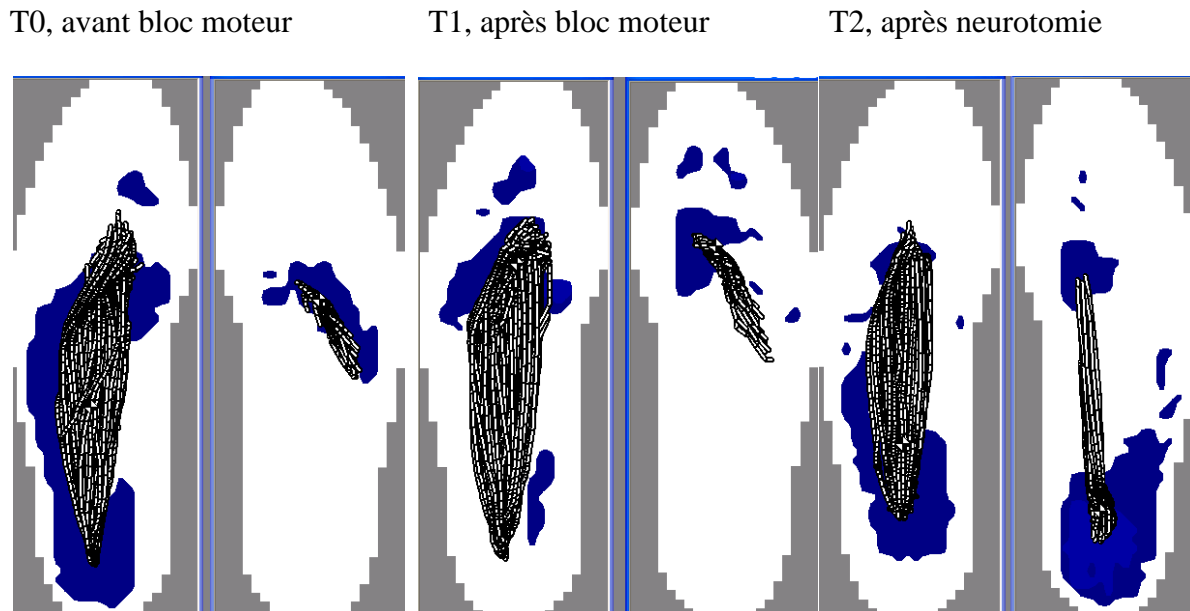 T0, avant bloc moteur
T1, après bloc moteur
T2, après neurotomie